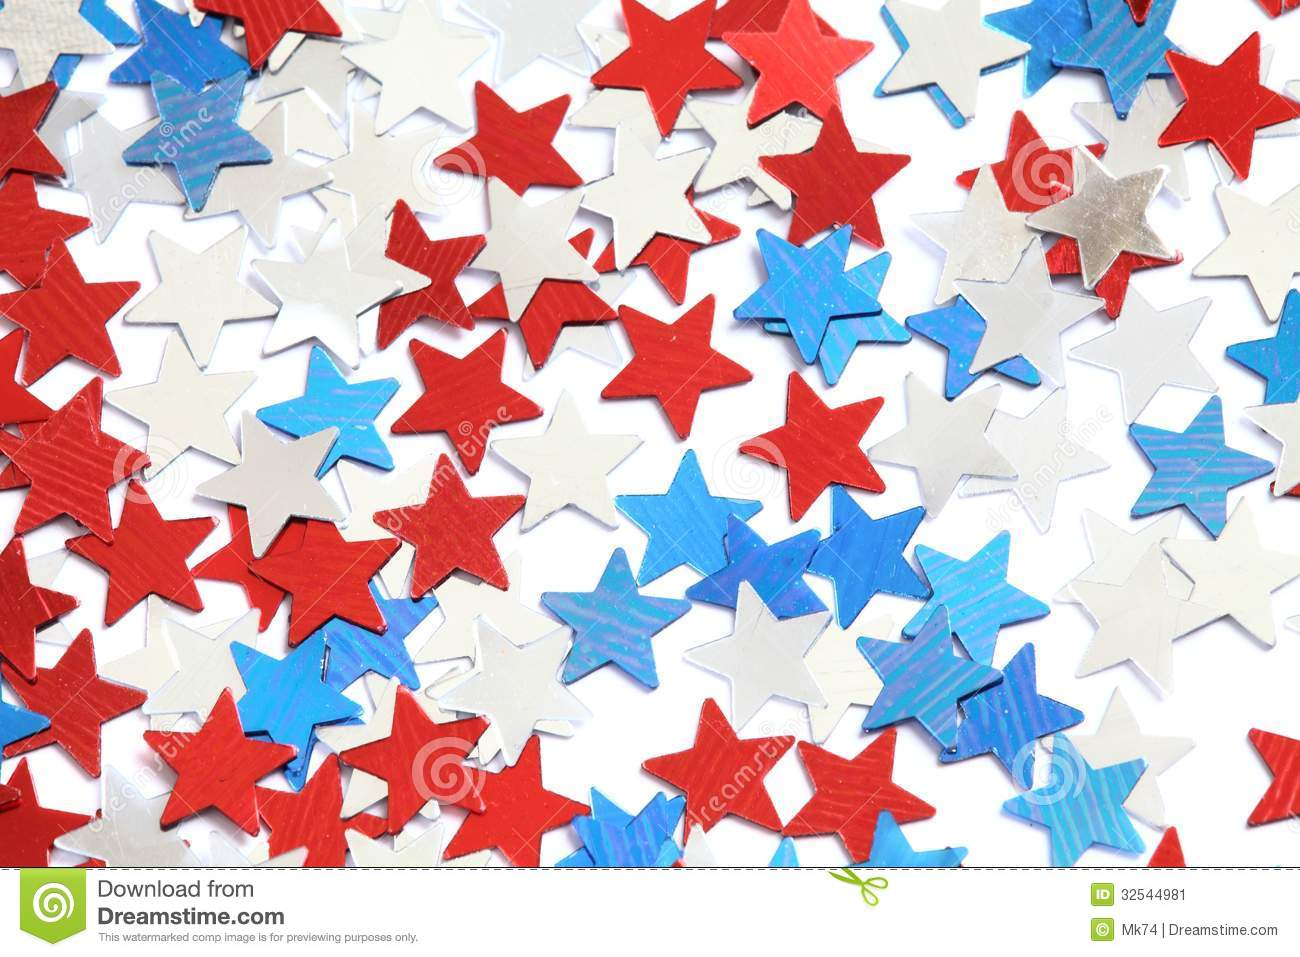 Download from
Dreamstime.com
This watermarked comp image is for previewing purposes only.
ID 32544981
© Mk74 | Dreamstime.com